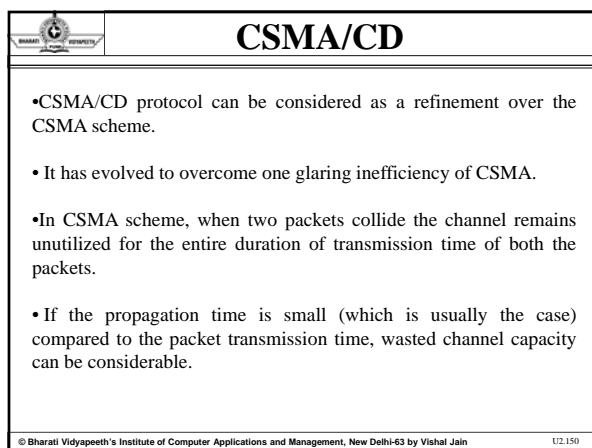 BHARATI VIDYAPEETH
PUNE
CSMA/CD
•CSMA/CD protocol can be considered as a refinement over the
CSMA scheme.
• It has evolved to overcome one glaring inefficiency of CSMA.
•In CSMA scheme, when two packets collide the channel remains
unutilized for the entire duration of transmission time of both the
packets.
• If the propagation time is small (which is usually the case)
compared to the packet transmission time, wasted channel capacity
can be considerable.
© Bharati Vidyapeeth's Institute of Computer Applications and Management, New Delhi-63 by Vishal Jain U2.150